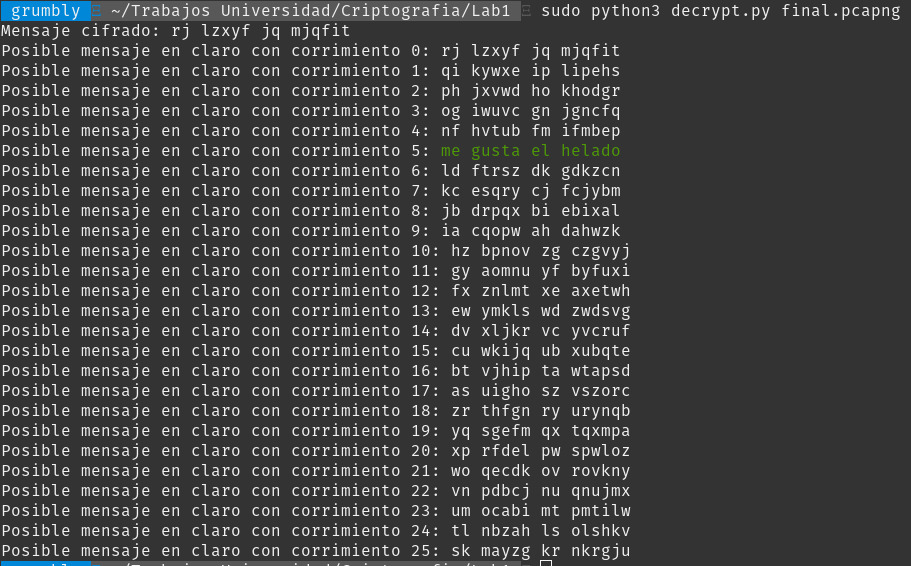 grumbly ~/Trabajos Universidad/Criptografia/Lab1 sudo python3 decrypt.py final.pcapng
Mensaje cifrado: rj lzxyf jq mjqfit
Posible mensaje en claro con corrimiento 0: rj lzxyf jq mjqfit
Posible mensaje en claro con corrimiento 1: qi kywxe ip lipehs
Posible mensaje en claro con corrimiento 2: ph jxvwd ho khodgr
Posible mensaje en claro con corrimiento 3: og iwuvc gn jgncfq
Posible mensaje en claro con corrimiento 4: nf hvtub fm ifmbep
Posible mensaje en claro con corrimiento 5: me gusta el helado
Posible mensaje en claro con corrimiento 6: ld ftrsz dk gdkzcn
Posible mensaje en claro con corrimiento 7: kc esqry cj fcjybm
Posible mensaje en claro con corrimiento 8: jb drpqx bi ebixal
Posible mensaje en claro con corrimiento 9: ia cqopw ah dahwzk
Posible mensaje en claro con corrimiento 10: hz bpnov zg czgvyj
Posible mensaje en claro con corrimiento 11: gy aomnu yf byfuxi
Posible mensaje en claro con corrimiento 12: fx znlmt xe axetwh
Posible mensaje en claro con corrimiento 13: ew ymkls wd zwdsvg
Posible mensaje en claro con corrimiento 14: dv xljkr vc yvcruf
Posible mensaje en claro con corrimiento 15: cu wkijq ub xubqte
Posible mensaje en claro con corrimiento 16: bt vjhip ta wtapsd
Posible mensaje en claro con corrimiento 17: as uigho sz vszorc
Posible mensaje en claro con corrimiento 18: zr thfgn ry urynqb
Posible mensaje en claro con corrimiento 19: yq sgefm qx tqxmpa
Posible mensaje en claro con corrimiento 20: xp rfdel pw spwloz
Posible mensaje en claro con corrimiento 21: wo qecdk ov rovkny
Posible mensaje en claro con corrimiento 22: vn pdbcj nu qnujmx
Posible mensaje en claro con corrimiento 23: um ocabi mt pmtilw
Posible mensaje en claro con corrimiento 24: tl nbzah ls olshkv
Posible mensaje en claro con corrimiento 25: sk mayzg kr nkrgju